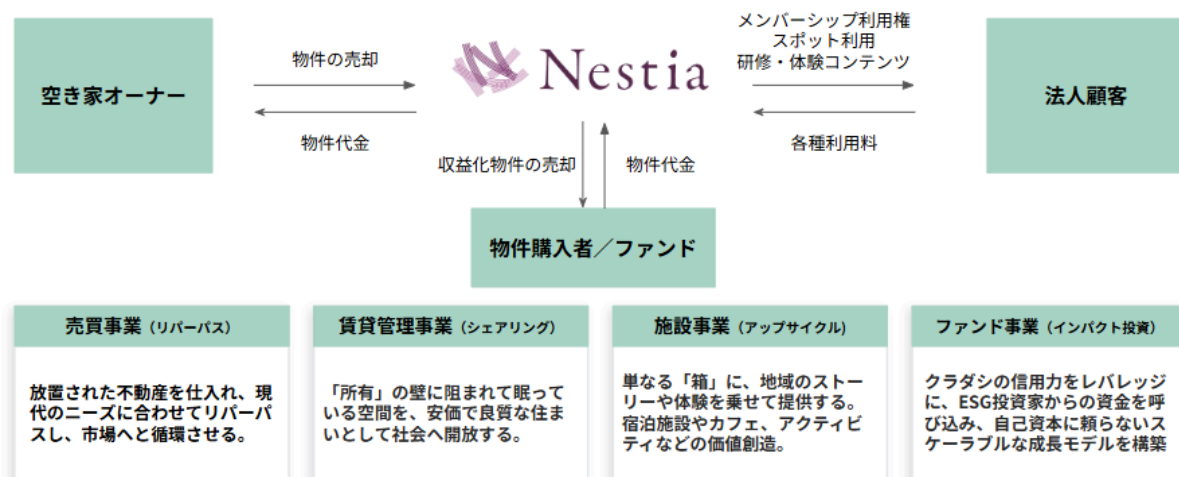 メンバーシップ利用権
スポット利用
研修・体験コンテンツ
物件の売却
Nestia
空き家オーナー
法人顧客
物件代金
各種利用料
収益化物件の売却
物件代金
物件購入者／ファンド
売買事業（リパーパス）
放置された不動産を仕入れ、現
代のニーズに合わせてリパーパ
スし、市場へと循環させる。
賃貸管理事業（シェアリング）
「所有」の壁に阻まれて眠って
いる空間を、安価で良質な住ま
いとして社会へ開放する。
施設事業（アップサイクル)
単なる「箱」に、地域のストー
リーや体験を乗せて提供する。
宿泊施設やカフェ、アクティビ
ティなどの価値創造。
ファンド事業（インパクト投資）
クラダシの信用力をレバレッジ
に、ESG投資家からの資金を呼
び込み、自己資本に頼らないス
ケーラブルな成長モデルを構築